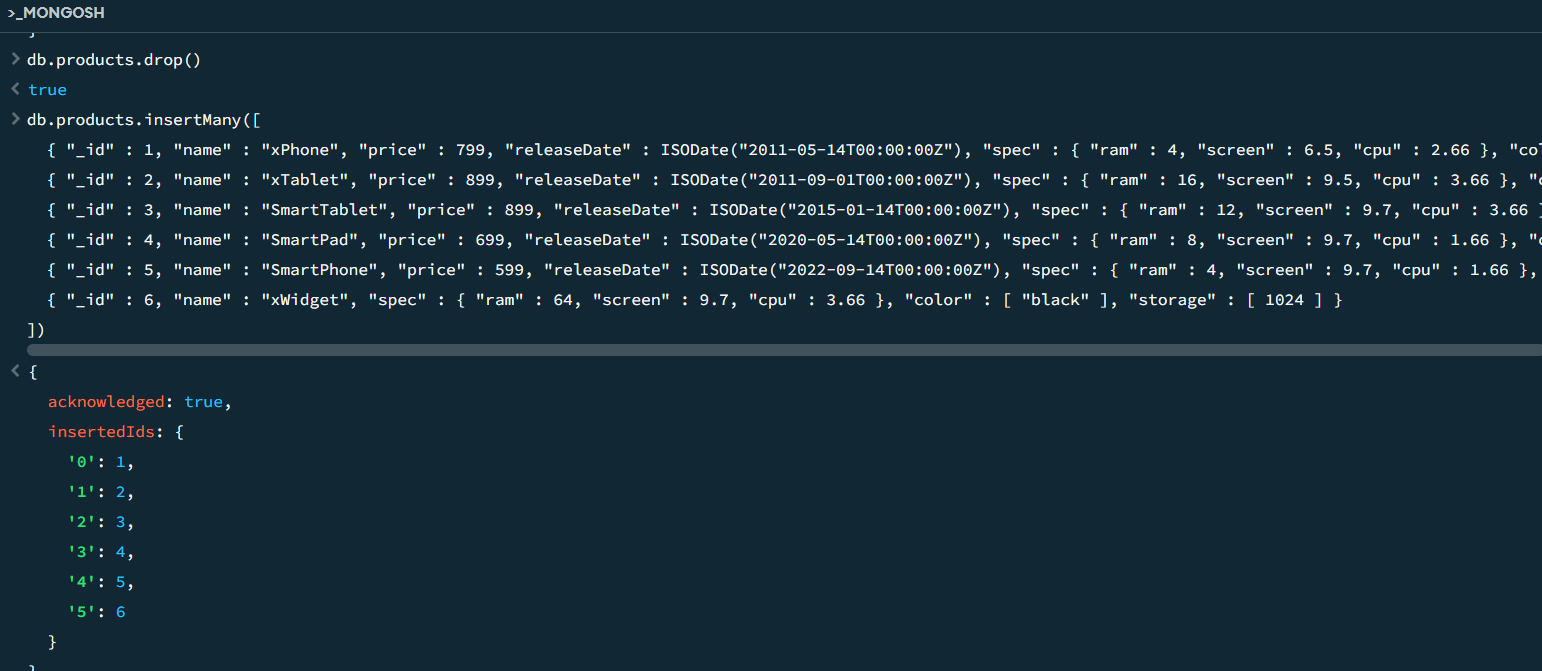 >_MONGOSH
}
> db.products.drop()
< true
> db.products.insertMany([
{ "_id" : 1, "name" : "xPhone", "price" : 799, "releaseDate" : ISODate("2011-05-14T00:00:00Z"), "spec" : { "ram" : 4, "screen" : 6.5, "cpu" : 2.66 }, "co
{ "_id" : 2, "name" : "xTablet", "price" : 899, "releaseDate" : ISODate("2011-09-01T00:00:00Z"), "spec" : { "ram" : 16, "screen" : 9.5, "cpu" : 3.66 }, "c
{ "_id" : 3, "name" : "SmartTablet", "price" : 899, "releaseDate" : ISODate("2015-01-14T00:00:00Z"), "spec" : { "ram" : 12, "screen" : 9.7, "cpu" : 3.66 }
{ "_id" : 4, "name" : "SmartPad", "price" : 699, "releaseDate" : ISODate("2020-05-14T00:00:00Z"), "spec" : { "ram" : 8, "screen" : 9.7, "cpu" : 1.66 }, "c
{ "_id" : 5, "name" : "SmartPhone", "price" : 599, "releaseDate" : ISODate("2022-09-14T00:00:00Z"), "spec" : { "ram" : 4, "screen" : 9.7, "cpu" : 1.66 },
{ "_id" : 6, "name" : "xWidget", "spec" : { "ram" : 64, "screen" : 9.7, "cpu" : 3.66 }, "color" : [ "black" ], "storage" : [ 1024 ] }
])
< {
acknowledged: true,
insertedIds: {
'0': 1,
'1': 2,
'2': 3,
'3': 4,
'4': 5,
'5': 6
}
}